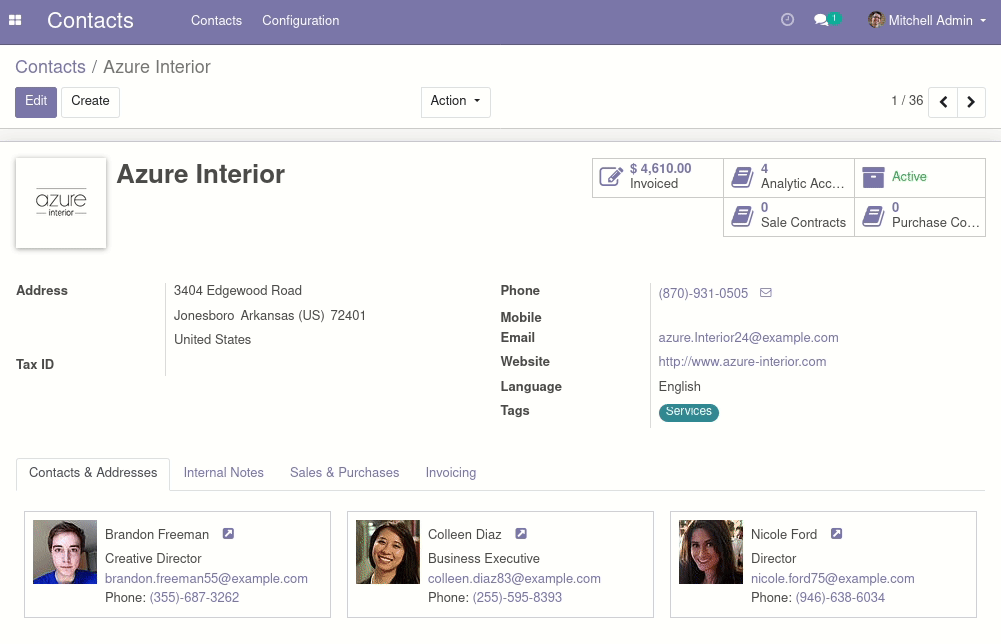 Contacts Contacts Configuration 1 Mitchell Admin
Contacts / Azure Interior
Edit Create Action 1 / 36
azure
interior
Azure Interior
$ 4,610.00
Invoiced
4
Analytic Acc...
Active
0
Sale Contracts
0
Purchase Co...
Address
3404 Edgewood Road
Jonesboro Arkansas (US) 72401
United States
Tax ID
Phone (870)-931-0505
Mobile
Email azure.Interior24@example.com
Website http://www.azure-interior.com
Language English
Tags Services
Contacts & Addresses Internal Notes Sales & Purchases Invoicing
Brandon Freeman
Creative Director
brandon.freeman55@example.com
Phone: (355)-687-3262
Colleen Diaz
Business Executive
colleen.diaz83@example.com
Phone: (255)-595-8393
Nicole Ford
Director
nicole.ford75@example.com
Phone: (946)-638-6034